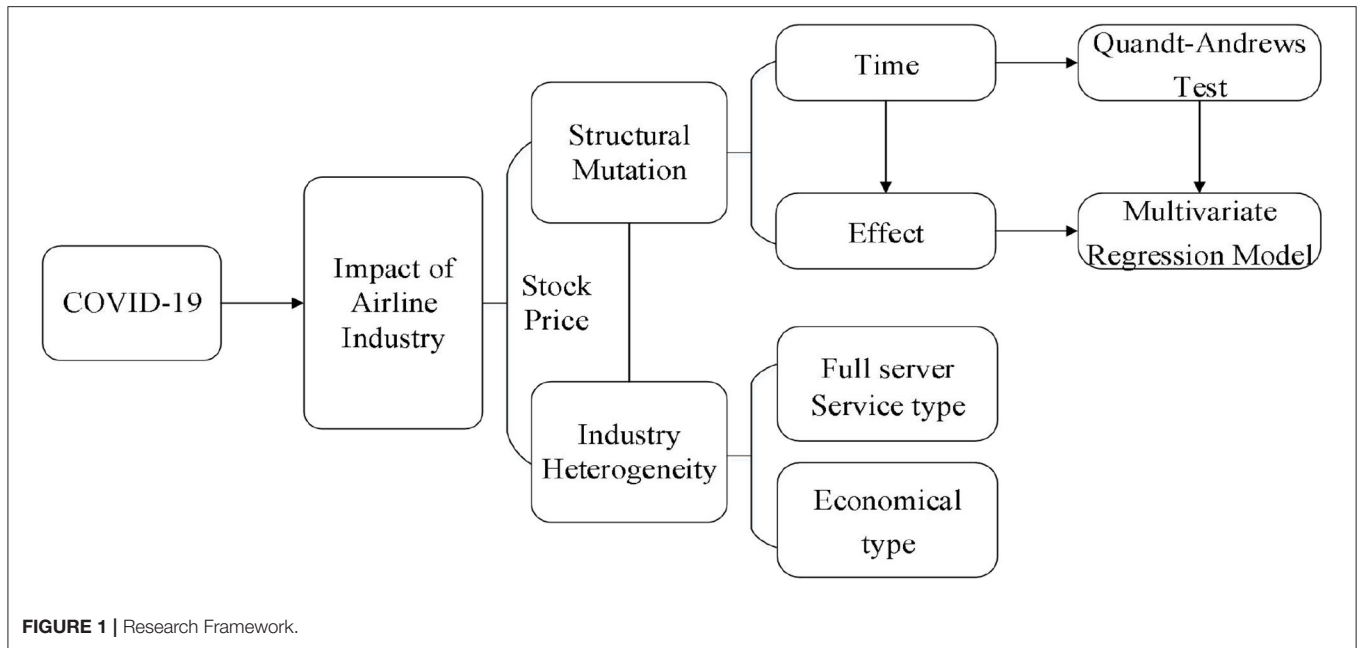 COVID-19
Impact of
Airline
Industry
Stock
Price
Structural
Mutation
Industry
Heterogeneity
Time
Effect
Quandt-Andrews
Test
Multivariate
Regression Model
Full server
Service type
Economical
type
FIGURE 1 | Research Framework.